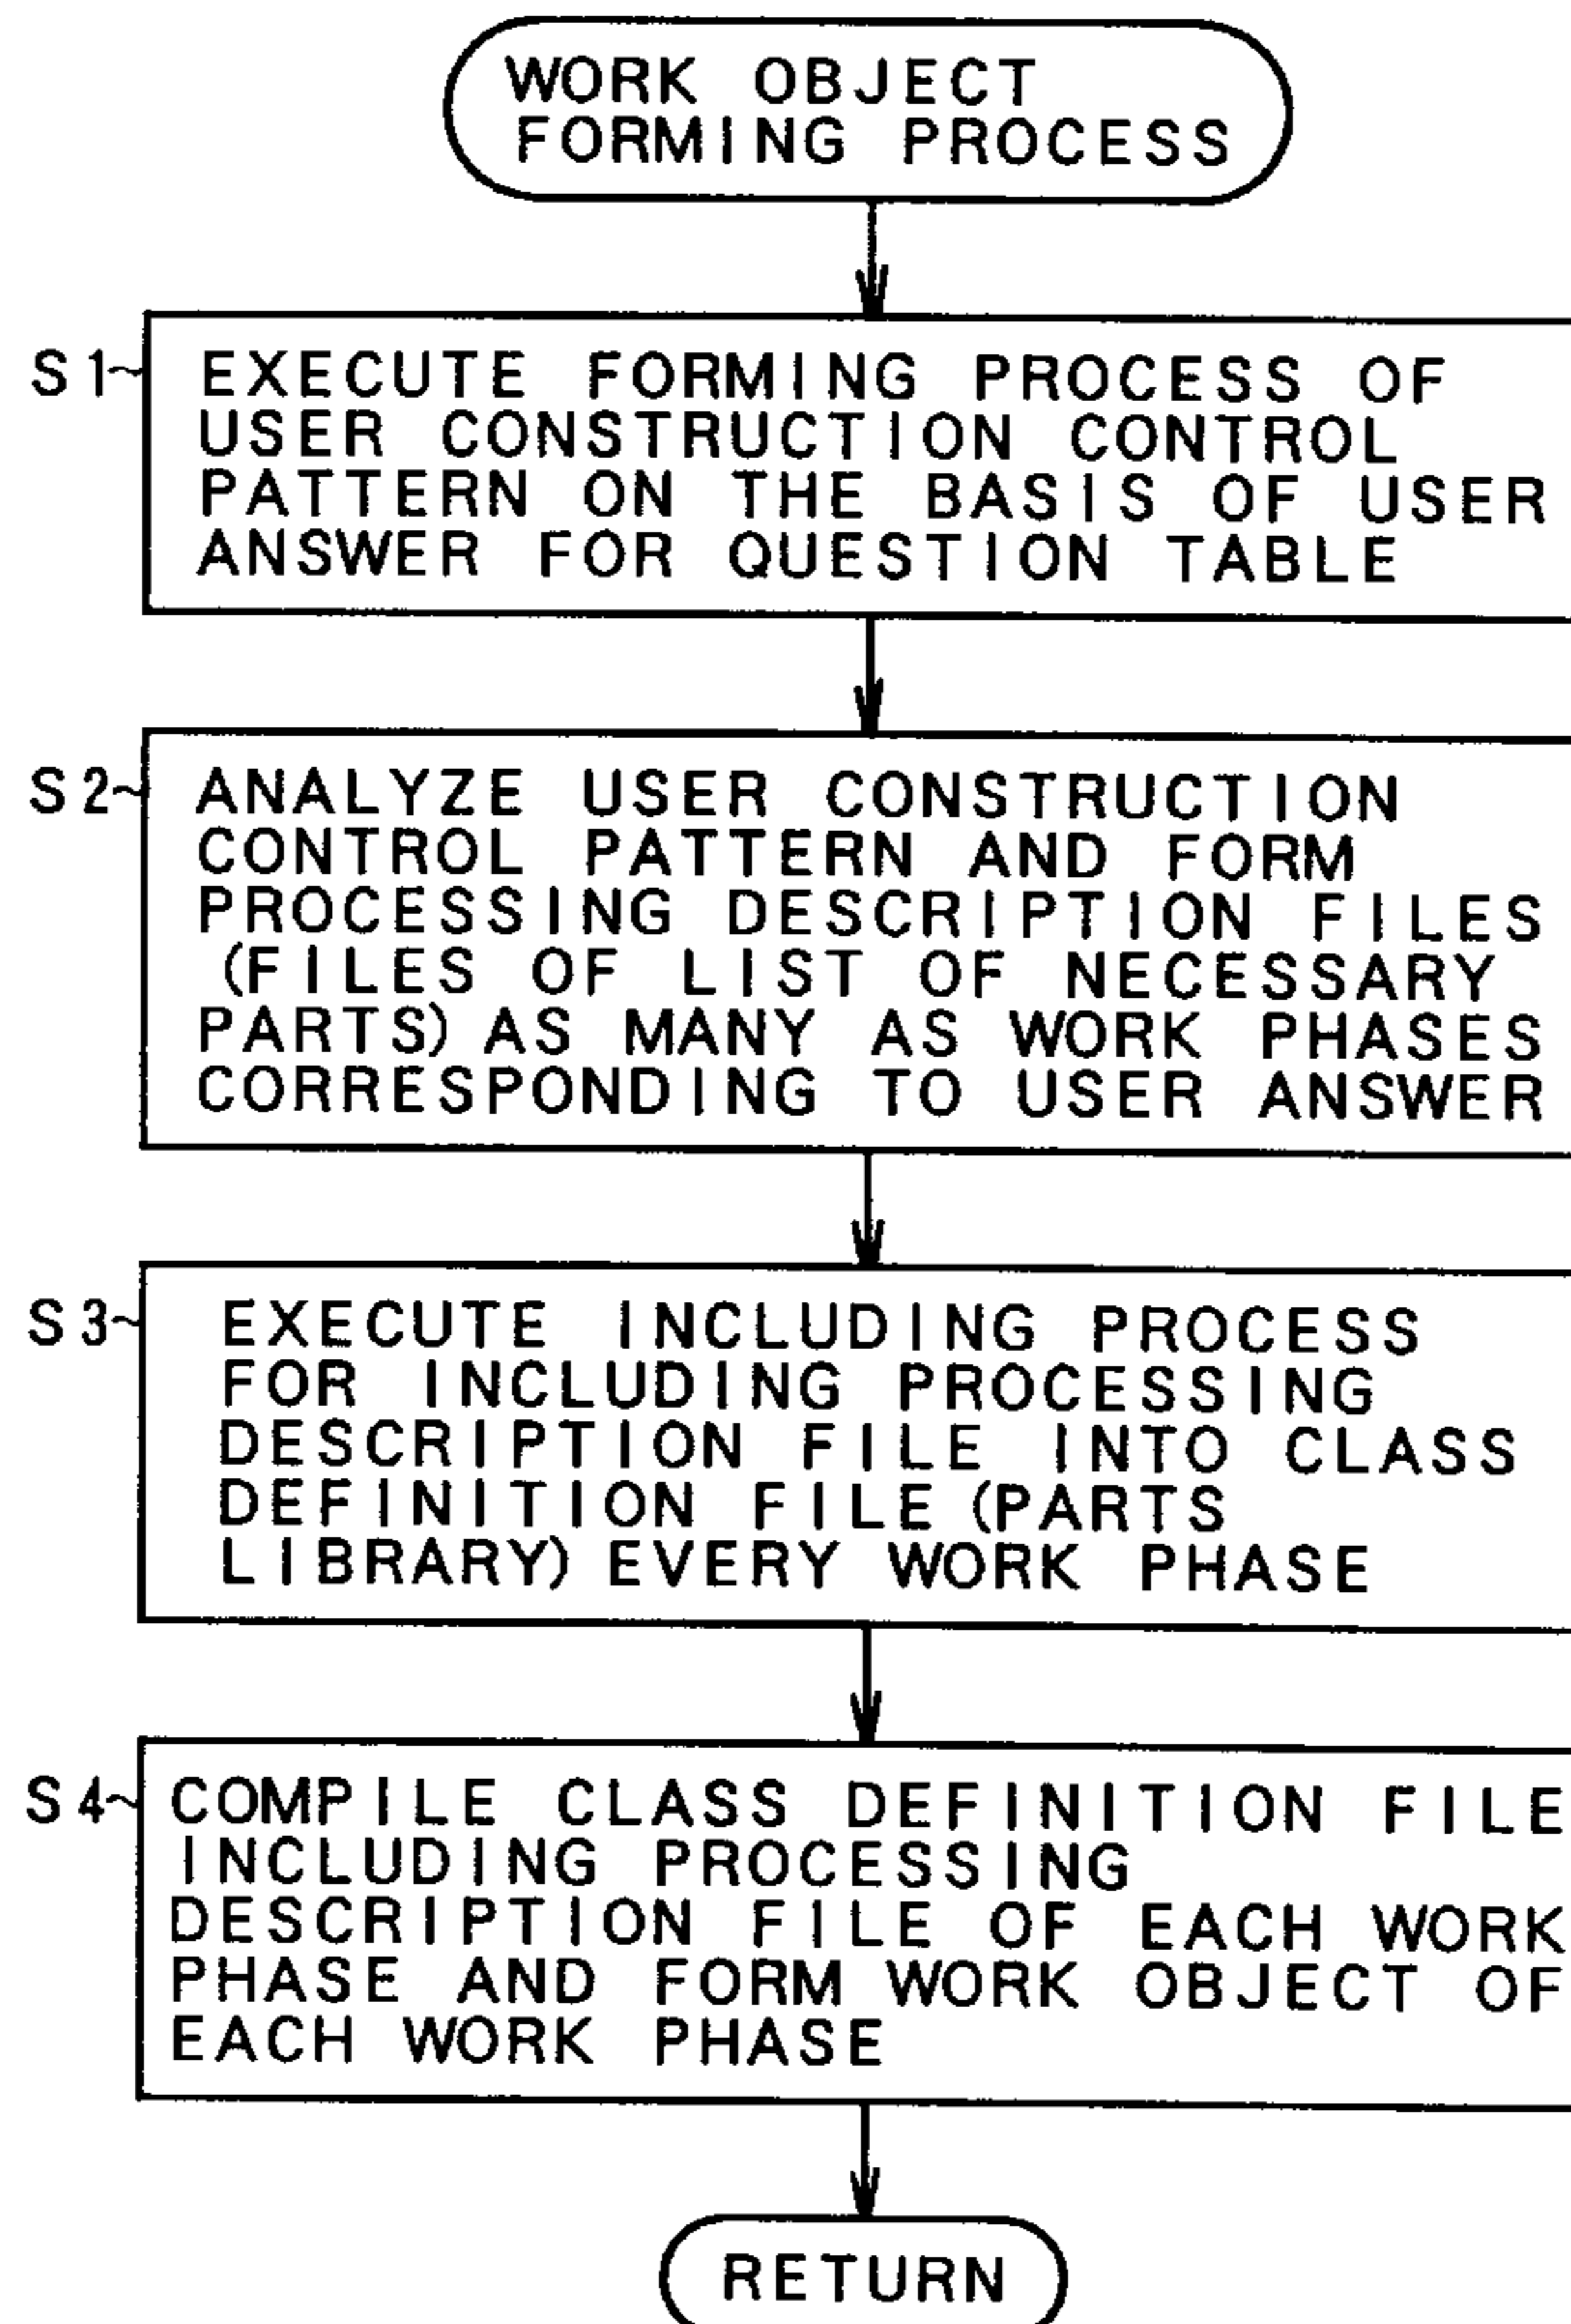 WORK OBJECT
FORMING PROCESS
S1
EXECUTE FORMING PROCESS OF
USER CONSTRUCTION CONTROL
PATTERN ON THE BASIS OF USER
ANSWER FOR QUESTION TABLE
S2
ANALYZE USER CONSTRUCTION
CONTROL PATTERN AND FORM
PROCESSING DESCRIPTION FILES
(FILES OF LIST OF NECESSARY
PARTS) AS MANY AS WORK PHASES
CORRESPONDING TO USER ANSWER
S3
EXECUTE INCLUDING PROCESS
FOR INCLUDING PROCESSING
DESCRIPTION FILE INTO CLASS
DEFINITION FILE (PARTS
LIBRARY) EVERY WORK PHASE
S4
COMPILE CLASS DEFINITION FILE
INCLUDING PROCESSING
DESCRIPTION FILE OF EACH WORK
PHASE AND FORM WORK OBJECT OF
EACH WORK PHASE
RETURN